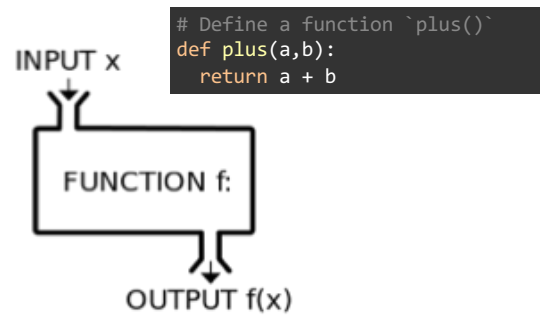 # Define a function `plus()`
def plus(a,b):
  return a + b
INPUT x
FUNCTION f:
OUTPUT f(x)